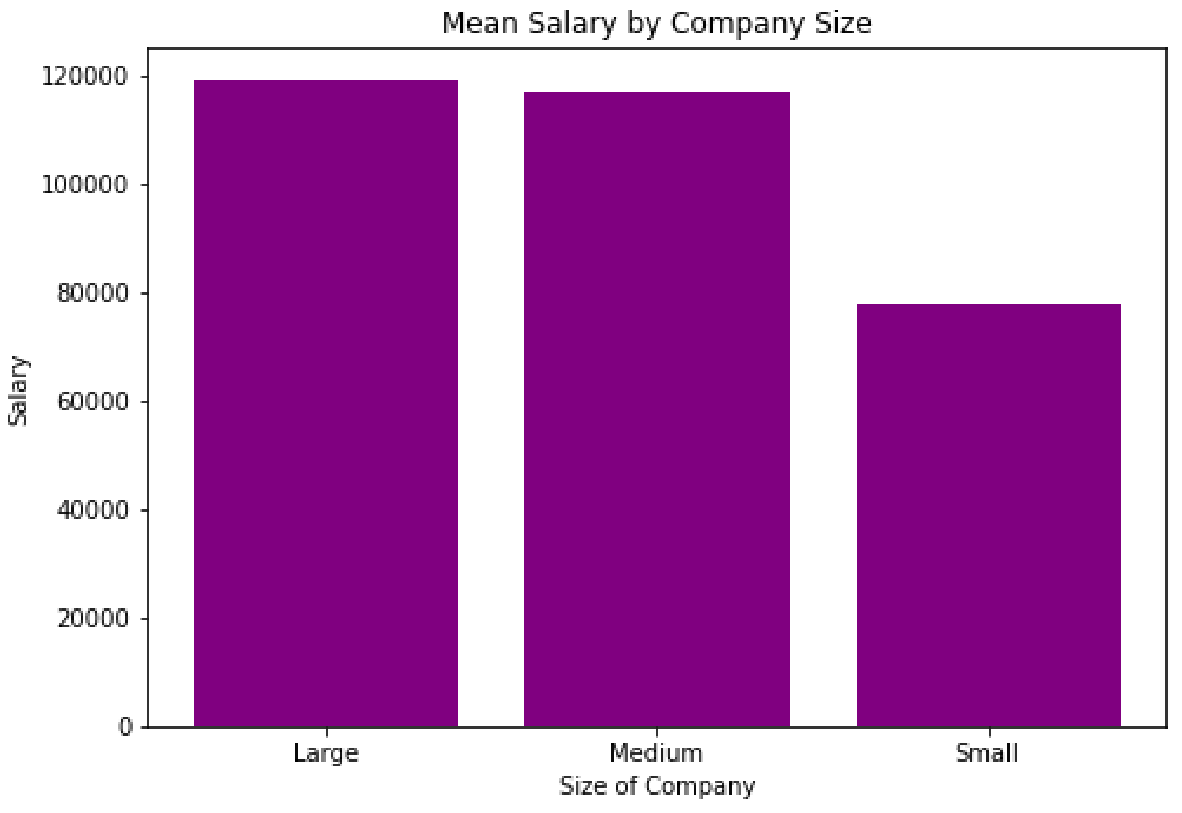 Mean Salary by Company Size
120000
100000
80000
60000
40000
20000
0
Salary
Large Medium Small
Size of Company